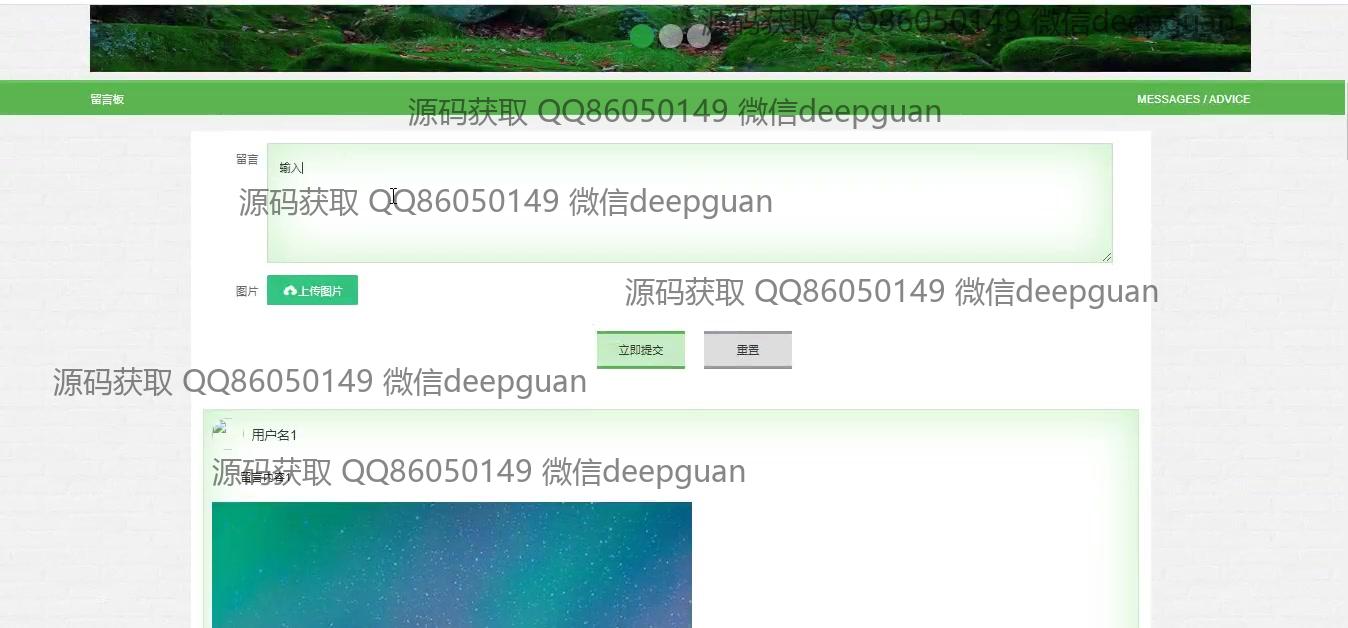 源码获取 QQ86050149 微信deepguan
留言板
MESSAGES / ADVICE
源码获取 QQ86050149 微信deepguan
留言
输入
源码获取 QQ86050149 微信deepguan
图片
上传图片
源码获取 QQ86050149 微信deepguan
立即提交
重置
源码获取 QQ86050149 微信deepguan
用户名1
源码获取 QQ86050149 微信deepguan
留言内容1